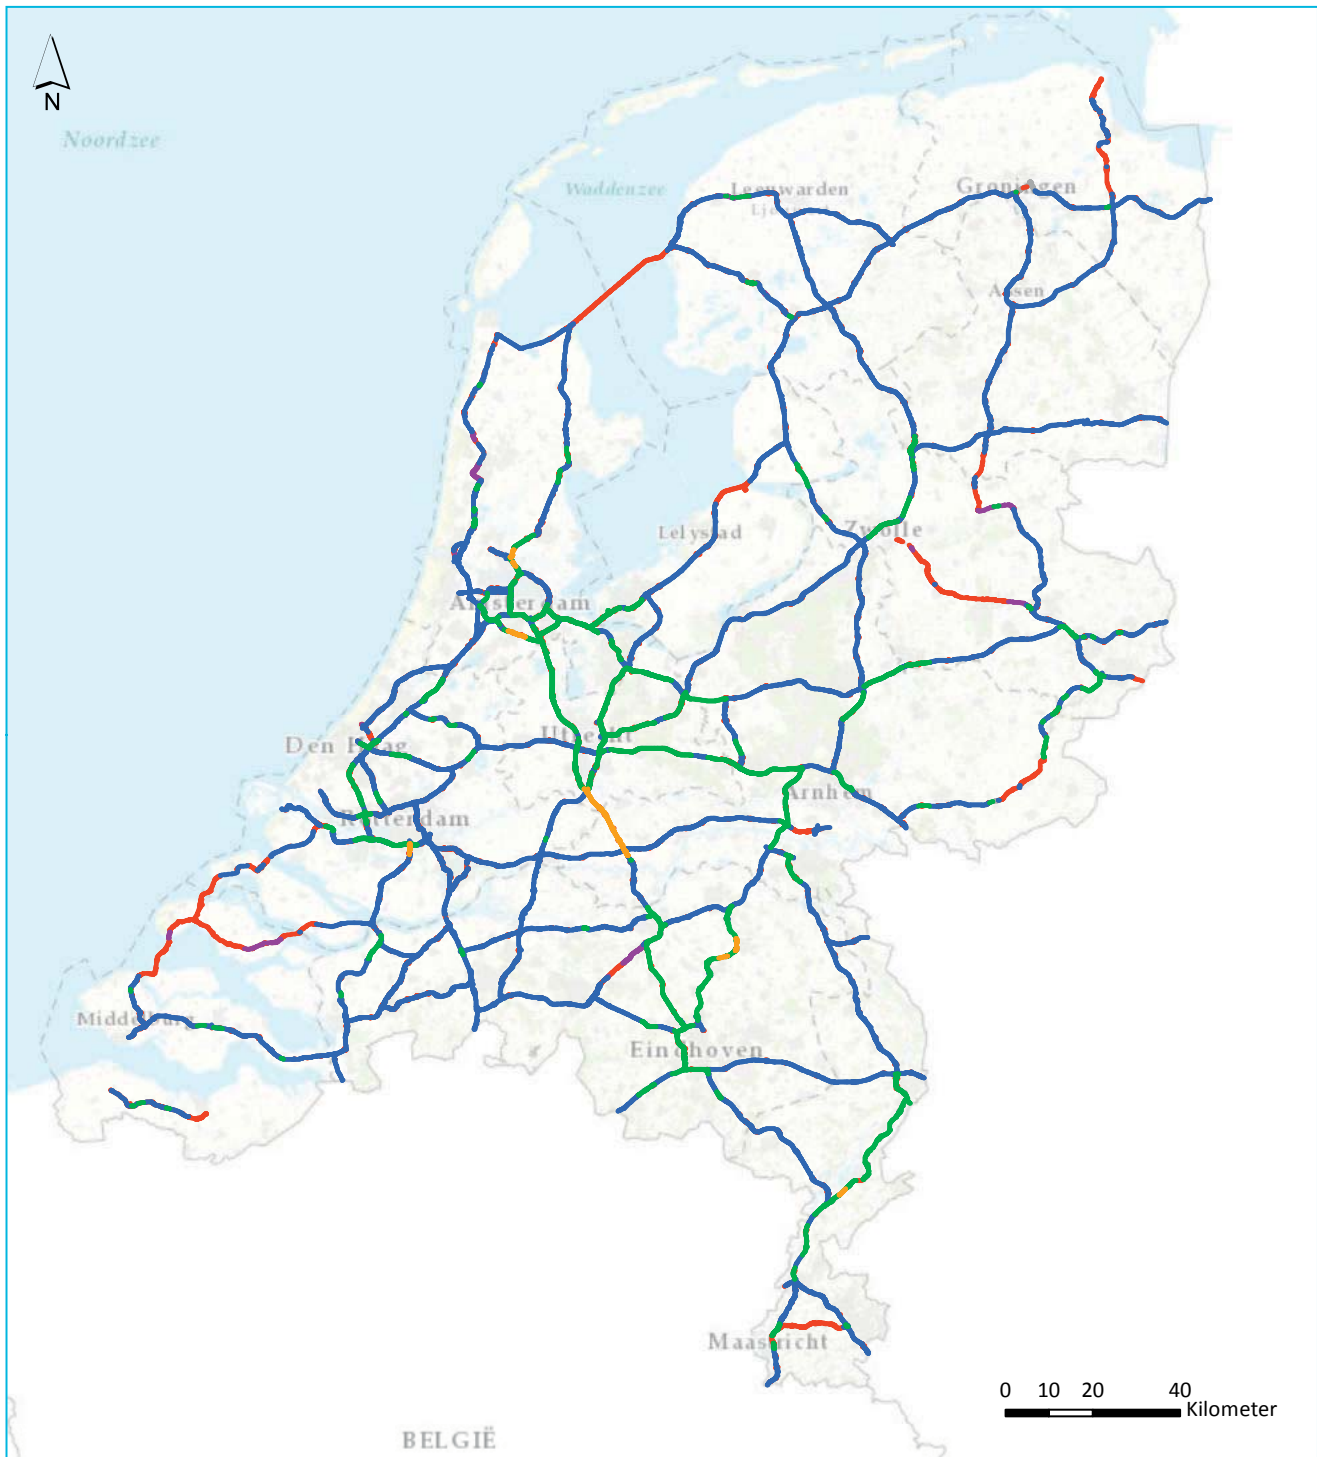 N
Noordzee
Waddenzee
Leeuwarden
Groningen
Assen
Lelystad
Zwolle
Amsterdam
Den Haag
Utrecht
Arnhem
Rotterdam
Middelburg
Eindhoven
Maastricht
0 10 20 40
Kilometer
BELGIË